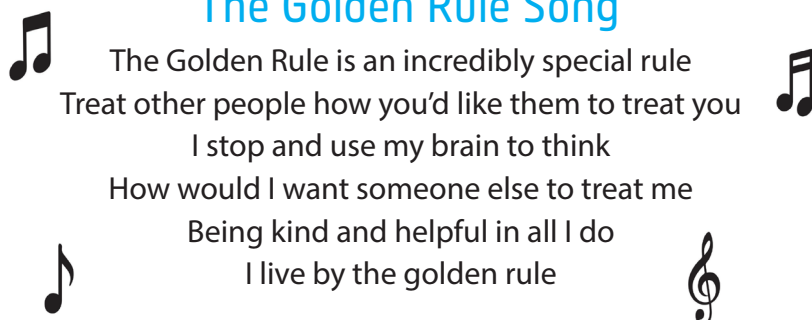 The Golden Rule Song
The Golden Rule is an incredibly special rule
Treat other people how you’d like them to treat you
I stop and use my brain to think
How would I want someone else to treat me
Being kind and helpful in all I do
I live by the golden rule